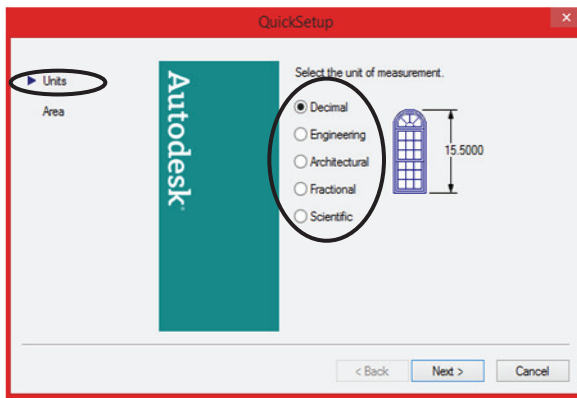 QuickSetup
Units
Area
Autodesk
Select the unit of measurement.
Decimal
Engineering
Architectural
Fractional
Scientific
15.5000
< Back
Next >
Cancel